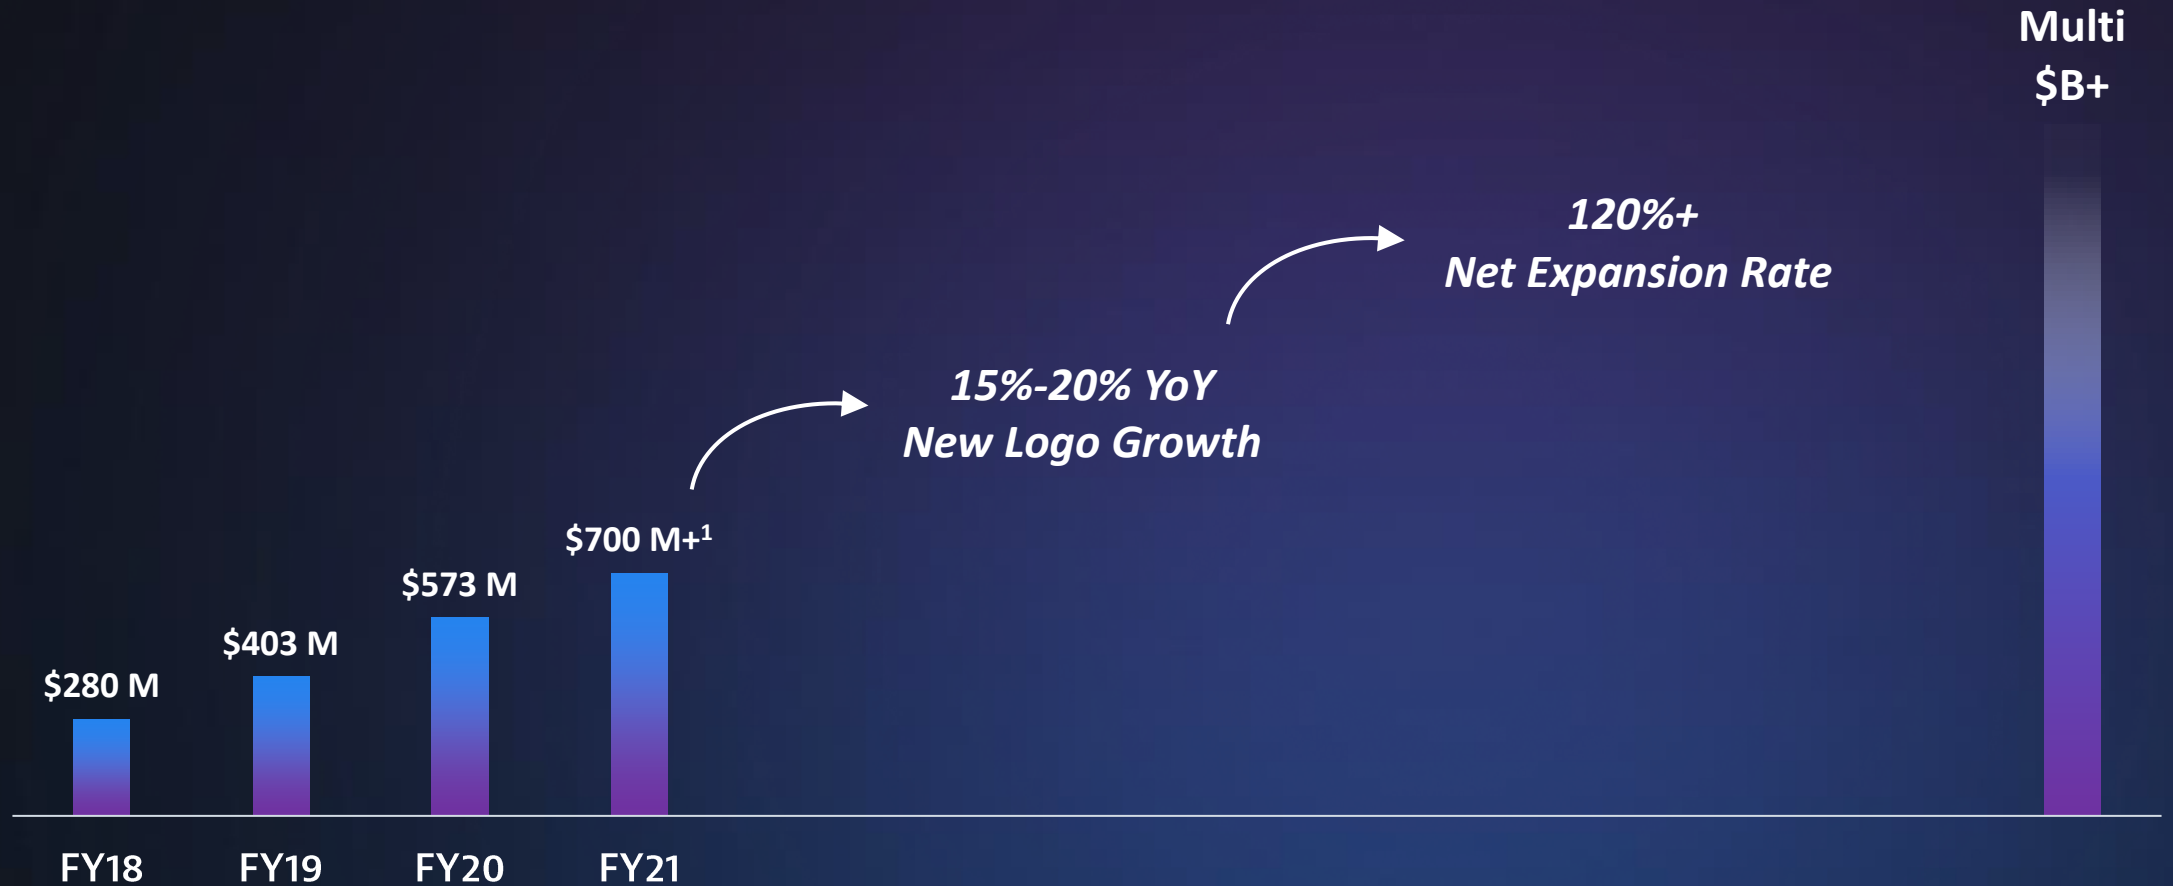 Multi
$B+
120%+
Net Expansion Rate
15%-20% YoY
New Logo Growth
$700 M+¹
$573 M
$403 M
$280 M
FY18 FY19 FY20 FY21